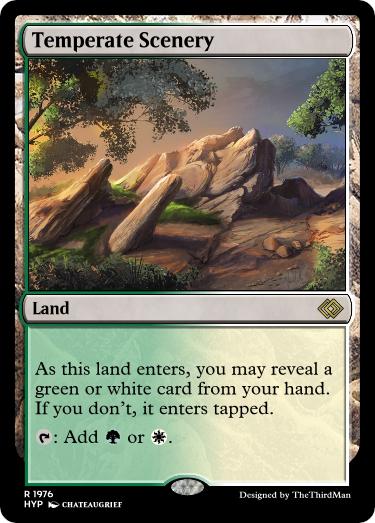 Temperate Scenery
Land
As this land enters, you may reveal a
green or white card from your hand.
If you don't, it enters tapped.
: Add or .
R 1976
HYP CHATEAUGRIEF
Designed by TheThirdMan